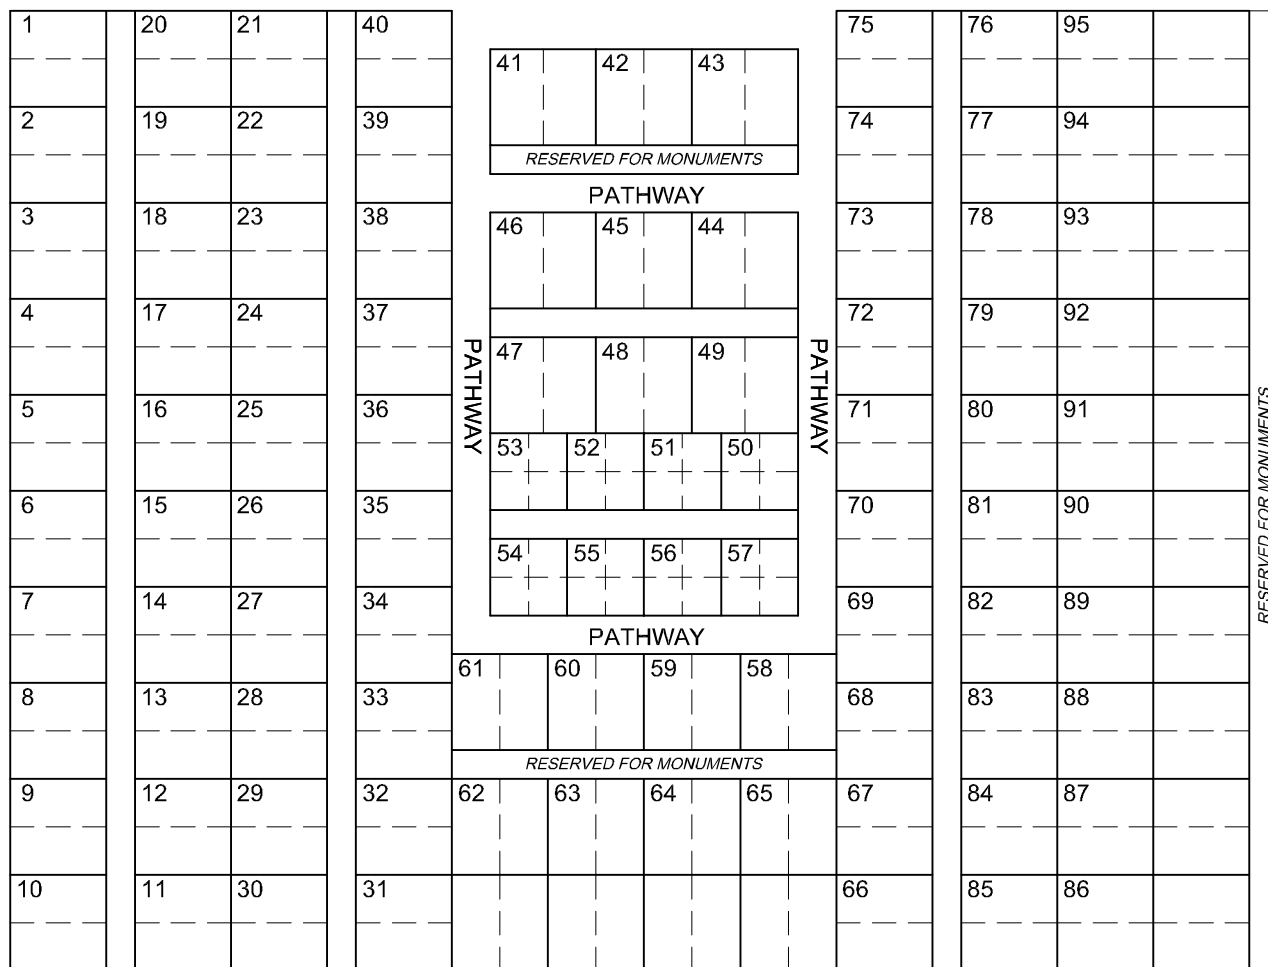 1 20 21 40 75 76 95
41 42 43
2 19 22 39 74 77 94
RESERVED FOR MONUMENTS
PATHWAY
3 18 23 38 73 78 93
46 45 44
4 17 24 37 72 79 92
47 48 49
PATHWAY
PATHWAY
5 16 25 36 71 80 91
RESERVED FOR MONUMENTS
53 52 51 50
6 15 26 35 70 81 90
54 55 56 57
7 14 27 34 69 82 89
PATHWAY
61 60 59 58
8 13 28 33 68 83 88
RESERVED FOR MONUMENTS
9 12 29 32 62 63 64 65 67 84 87
10 11 30 31 66 85 86